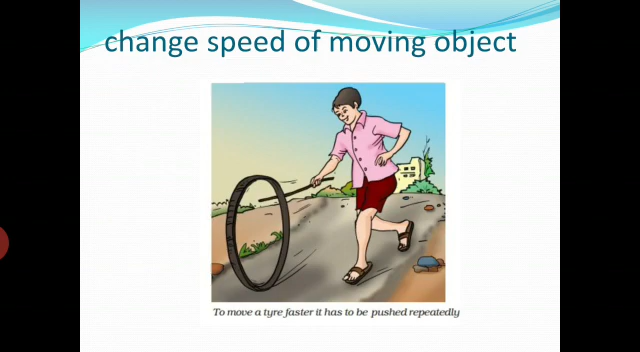 change speed of moving object
To move a tyre faster it has to be pushed repeatedly